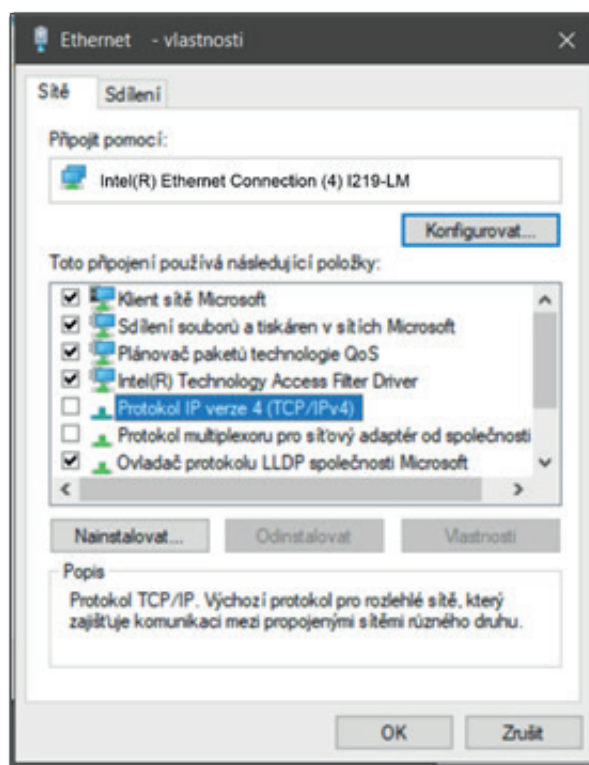 Ethernet - vlastnosti
Sítě Sdílení
Připojit pomocí:
Intel(R) Ethernet Connection (4) I219-LM
Konfigurovat...
Toto připojení používá následující položky:
Klient sítě Microsoft
Sdílení souborů a tiskáren v sítích Microsoft
Plánovač paketů technologie QoS
Intel(R) Technology Access Filter Driver
Protokol IP verze 4 (TCP/IPv4)
Protokol multiplexoru pro síťový adaptér od společnosti
Ovladač protokolu LLDP společnosti Microsoft
Nainstalovat... Odinstalovat Vlastnosti
Popis
Protokol TCP/IP. Výchozí protokol pro rozlehlé sítě, který
zajišťuje komunikaci mezi propojenými sítěmi různého druhu.
OK Zrušit